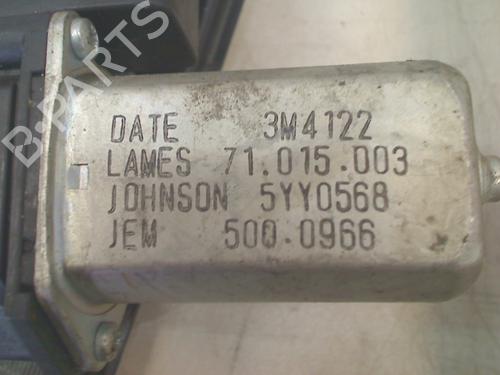 DATE 3M4122
LAMES 71.015.003
JOHNSON 5YY0568
JEM 500.0966
B-PARTS